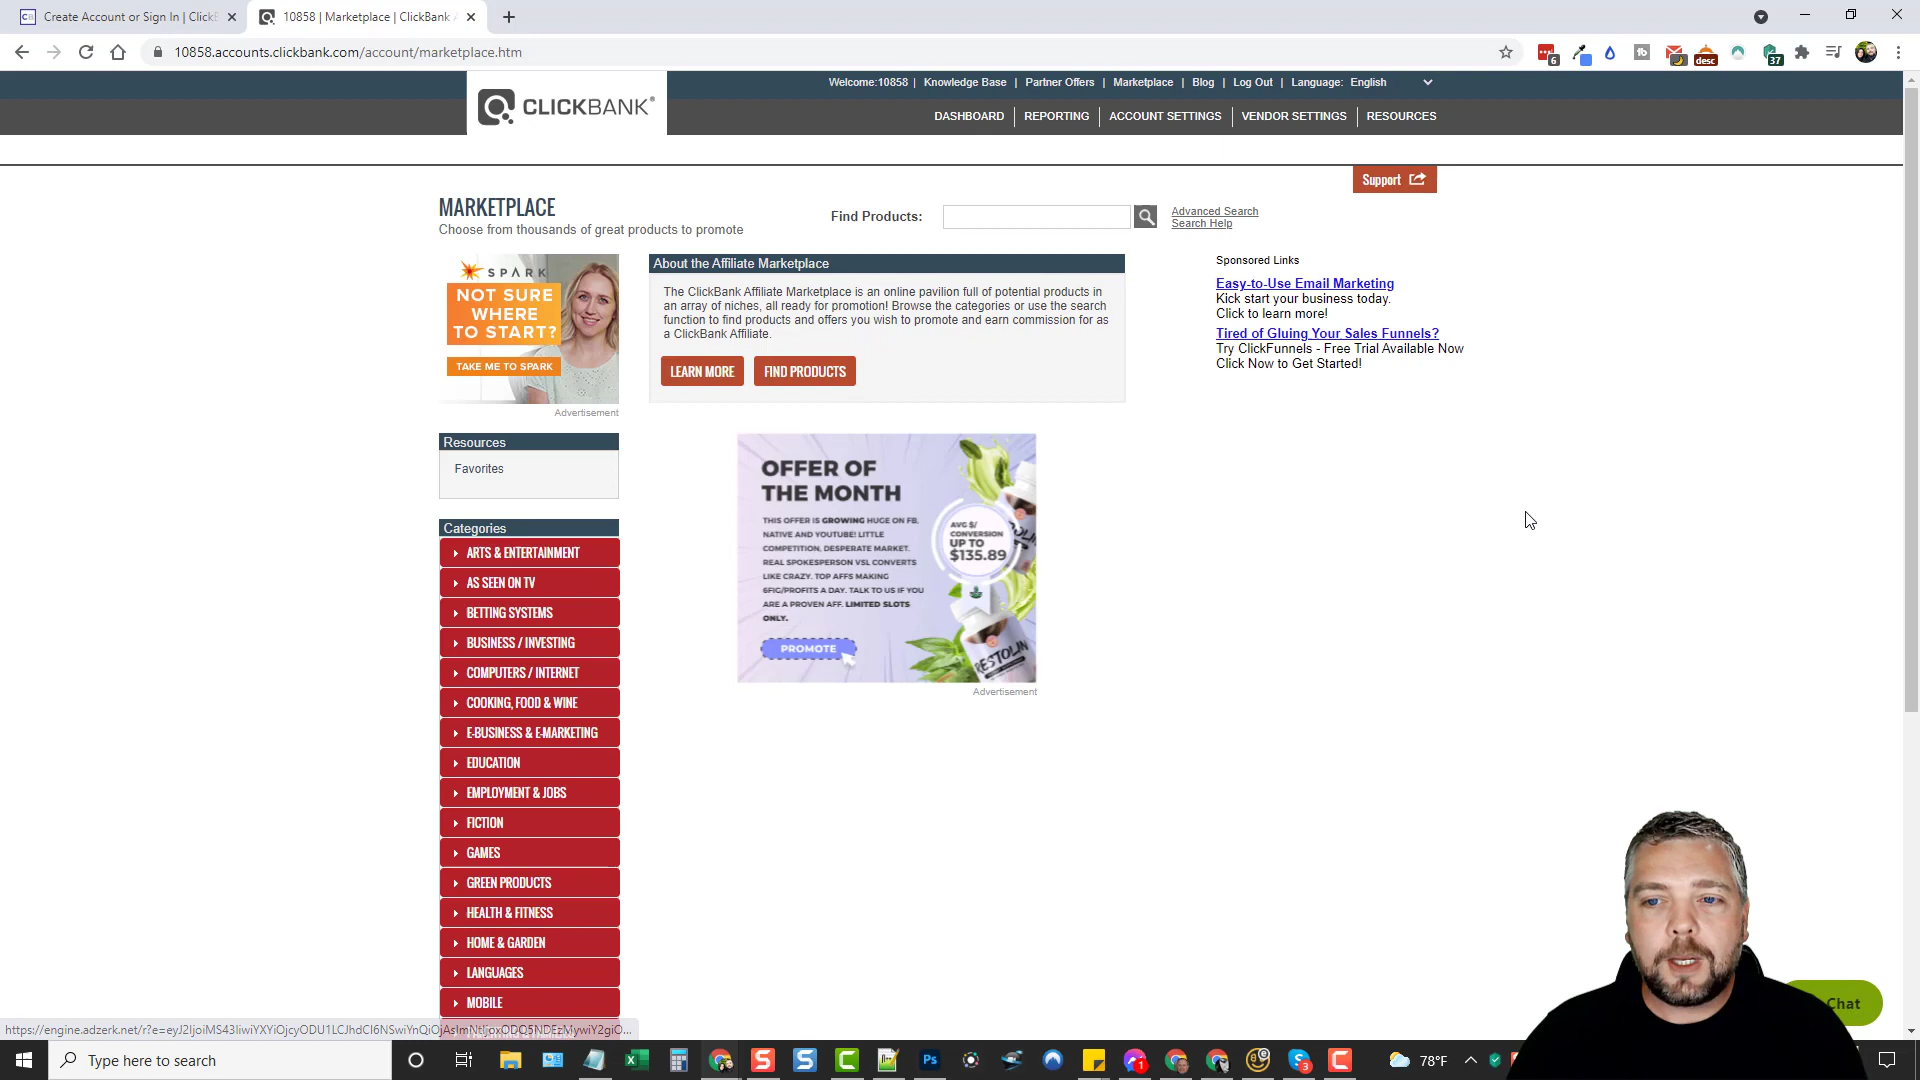 Create Account or Sign In | Click
10858 | Marketplace | ClickBank
10858.accounts.clickbank.com/account/marketplace.htm
6
desc
37
Welcome:10858 | Knowledge Base | Partner Offers | Marketplace | Blog | Log Out | Language: English
CLICKBANK®
DASHBOARD
REPORTING
ACCOUNT SETTINGS
VENDOR SETTINGS
RESOURCES
Support
MARKETPLACE
Choose from thousands of great products to promote
Find Products:
Advanced Search
Search Help
SPARK
NOT SURE
WHERE
TO START?
TAKE ME TO SPARK
Advertisement
About the Affiliate Marketplace
The ClickBank Affiliate Marketplace is an online pavilion full of potential products in
an array of niches, all ready for promotion! Browse the categories or use the search
function to find products and offers you wish to promote and earn commission for as
a ClickBank Affiliate.
LEARN MORE
FIND PRODUCTS
Sponsored Links
Easy-to-Use Email Marketing
Kick start your business today.
Click to learn more!
Tired of Gluing Your Sales Funnels?
Try ClickFunnels - Free Trial Available Now
Click Now to Get Started!
Resources
Favorites
OFFER OF
THE MONTH
THIS OFFER IS GROWING HUGE ON FB,
NATIVE AND YOUTUBE! LITTLE
COMPETITION, DESPERATE MARKET.
REAL SPOKESPERSON VSL CONVERTS
LIKE CRAZY. TOP AFFS MAKING
6FIG/PROFITS A DAY. TALK TO US IF YOU
ARE A PROVEN AFF. LIMITED SLOTS
ONLY.
AVG $/
CONVERSION
UP TO
$135.89
PROMOTE
RESTOLIN
Advertisement
Categories
ARTS & ENTERTAINMENT
AS SEEN ON TV
BETTING SYSTEMS
BUSINESS / INVESTING
COMPUTERS / INTERNET
COOKING, FOOD & WINE
E-BUSINESS & E-MARKETING
EDUCATION
EMPLOYMENT & JOBS
FICTION
GAMES
GREEN PRODUCTS
HEALTH & FITNESS
HOME & GARDEN
LANGUAGES
MOBILE
Chat
Type here to search
78°F